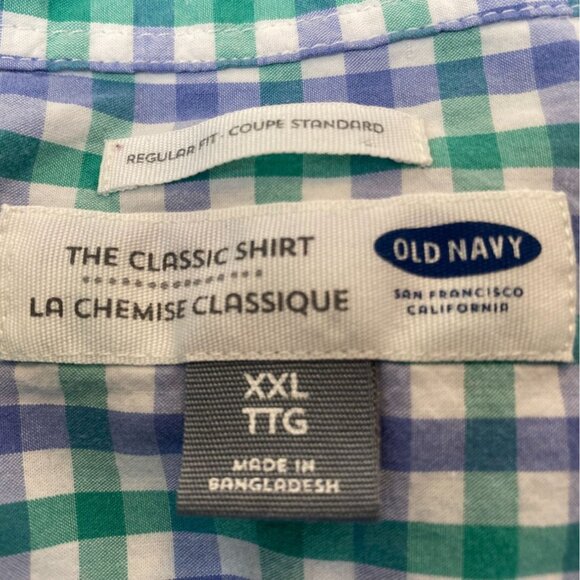 REGULAR FIT · COUPE STANDARD
THE CLASSIC SHIRT
LA CHEMISE CLASSIQUE
OLD NAVY
SAN FRANCISCO
CALIFORNIA
XXL
TTG
MADE IN
BANGLADESH